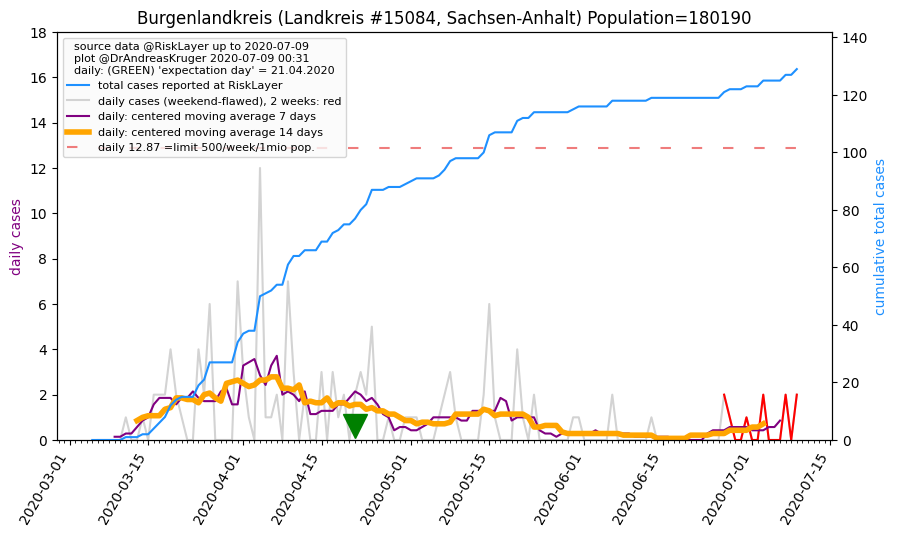 Burgenlandkreis (Landkreis #15084, Sachsen-Anhalt) Population=180190
source data @RiskLayer up to 2020-07-09
plot @DrAndreasKruger 2020-07-09 00:31
daily: (GREEN) 'expectation day' = 21.04.2020
total cases reported at RiskLayer
daily cases (weekend-flawed), 2 weeks: red
daily: centered moving average 7 days
daily: centered moving average 14 days
daily 12.87 =limit 500/week/1mio pop.
daily cases
18
16
14
12
10
8
6
4
2
0
cumulative total cases
140
120
100
80
60
40
20
0
2020-03-01
2020-03-15
2020-04-01
2020-04-15
2020-05-01
2020-05-15
2020-06-01
2020-06-15
2020-07-01
2020-07-15